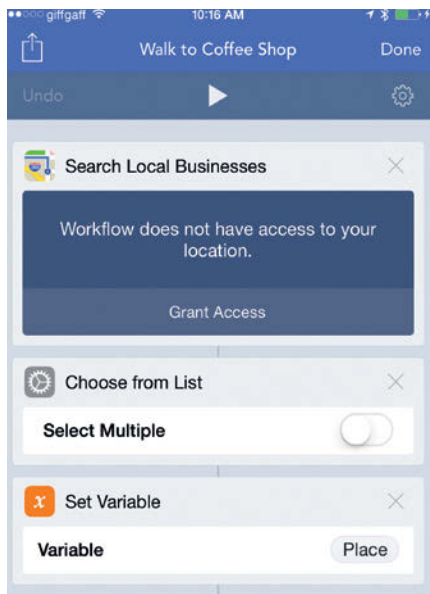 giffgaff 10:16 AM
Walk to Coffee Shop Done
Undo
Search Local Businesses
Workflow does not have access to your
location.
Grant Access
Choose from List
Select Multiple
x Set Variable
Variable Place